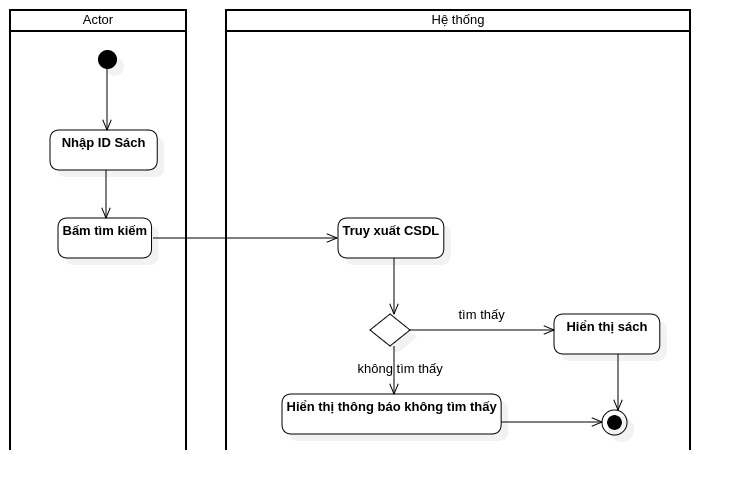 Actor
Hệ thống
Nhập ID Sách
Bấm tìm kiếm
Truy xuất CSDL
tìm thấy
Hiển thị sách
không tìm thấy
Hiển thị thông báo không tìm thấy